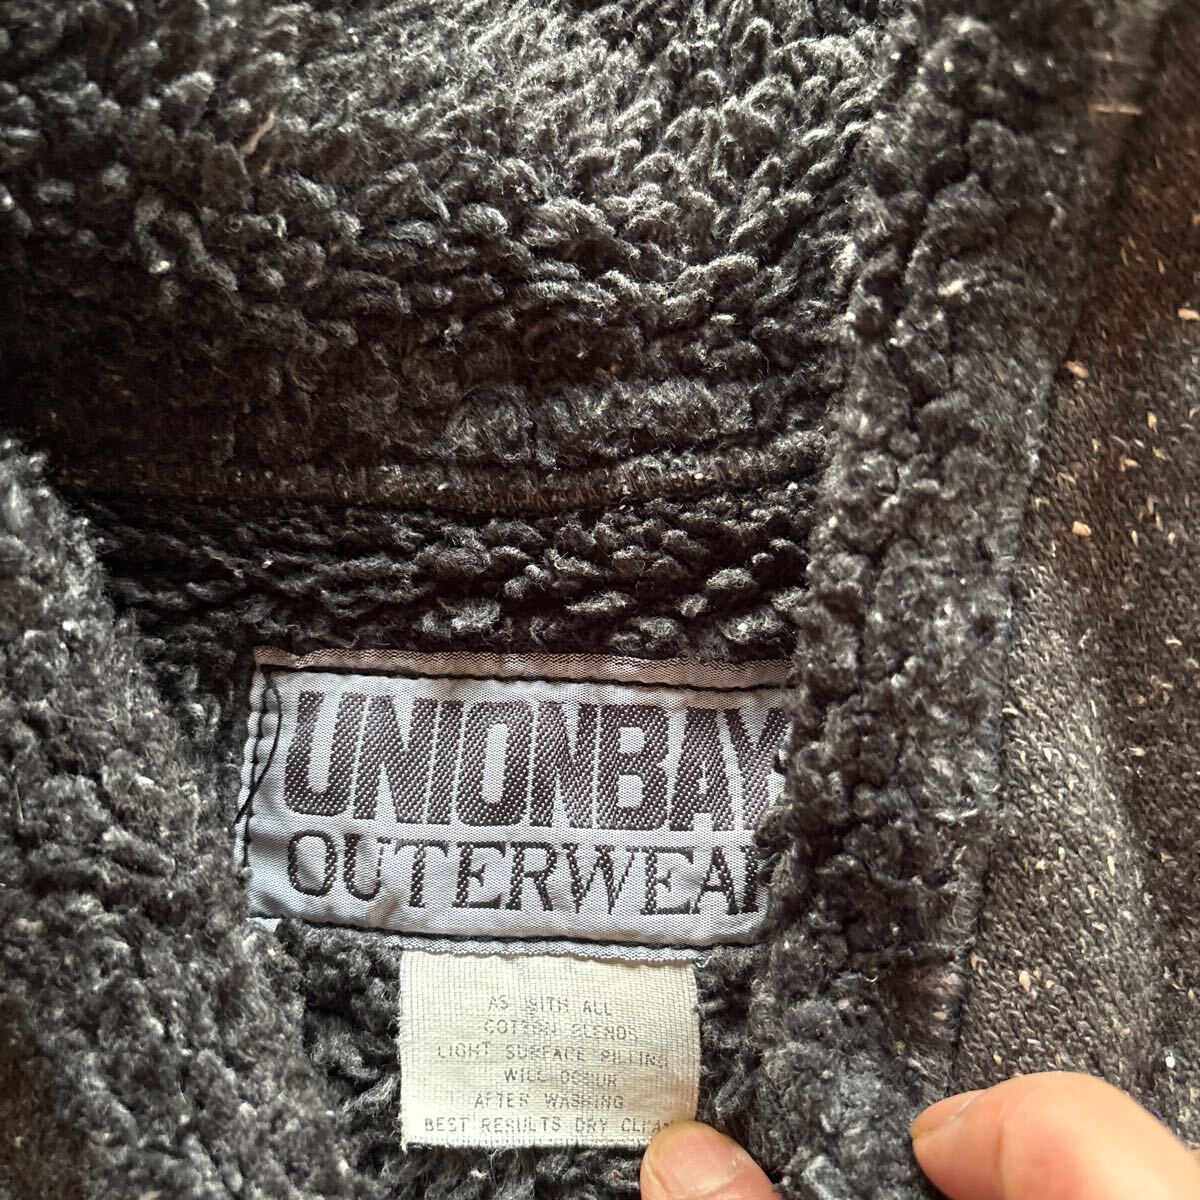 UNIONBAY
OUTERWEAR
AS WITH ALL
COTTON BLENDS
LIGHT SURFACE PILLING
WILL OCCUR
AFTER WASHING
BEST RESULTS DRY CLEAN